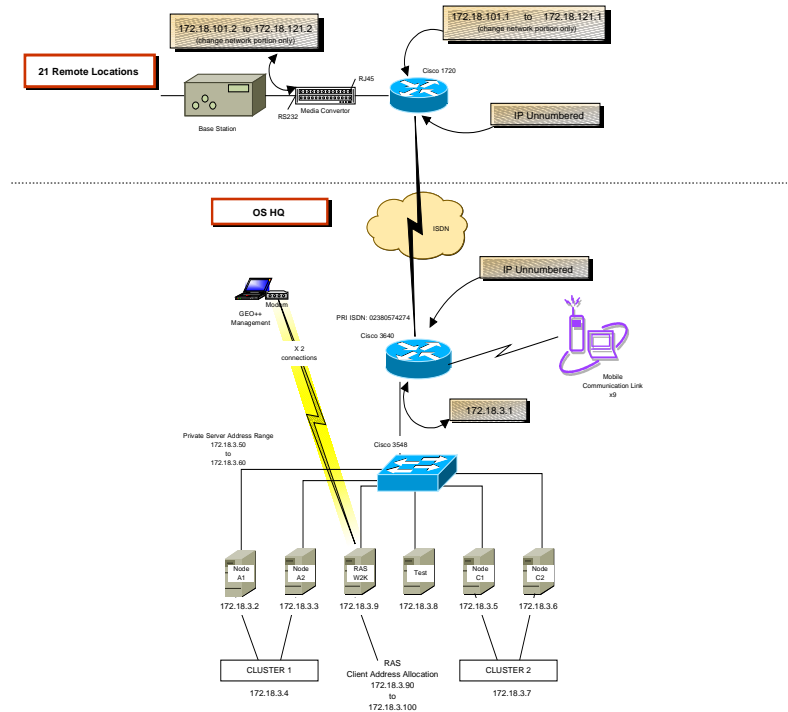 172.18.101.2 to 172.18.121.2
(change network portion only)
172.18.101.1 to 172.18.121.1
(change network portion only)
21 Remote Locations
RJ45
Cisco 1720
RS232
Media Convertor
Base Station
IP Unnumbered
OS HQ
ISDN
IP Unnumbered
Modem
GEO++
Management
PRI ISDN: 02380574274
Cisco 3640
X 2
connections
Mobile
Communication Link
x9
172.18.3.1
Private Server Address Range
172.18.3.50
to
172.18.3.60
Cisco 3548
Node
A1
Node
A2
RAS
W2K
Test
Node
C1
Node
C2
172.18.3.2
172.18.3.3
172.18.3.9
172.18.3.8
172.18.3.5
172.18.3.6
CLUSTER 1
172.18.3.4
RAS
Client Address Allocation
172.18.3.90
to
172.18.3.100
CLUSTER 2
172.18.3.7